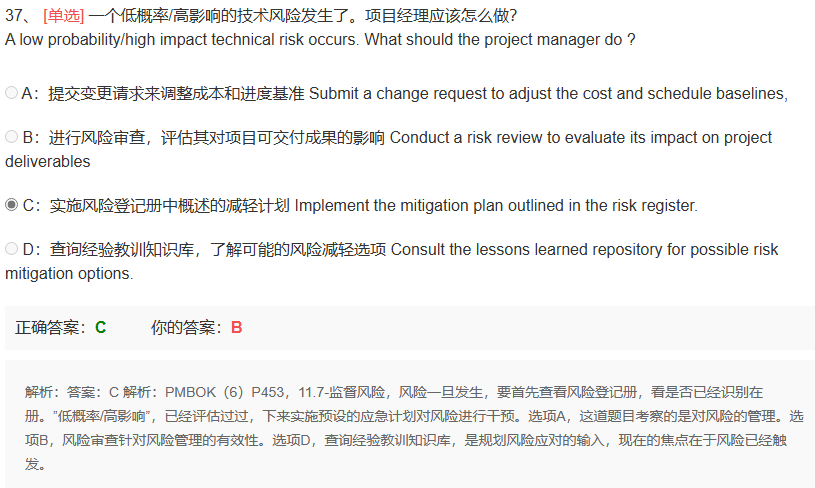 37、 [单选] 一个低概率/高影响的技术风险发生了。项目经理应该怎么做?
A low probability/high impact technical risk occurs. What should the project manager do ?
A：提交变更请求来调整成本和进度基准 Submit a change request to adjust the cost and schedule baselines,
B：进行风险审查，评估其对项目可交付成果的影响 Conduct a risk review to evaluate its impact on project
deliverables
C：实施风险登记册中概述的减轻计划 Implement the mitigation plan outlined in the risk register.
D：查询经验教训知识库，了解可能的风险减轻选项 Consult the lessons learned repository for possible risk
mitigation options.
正确答案：C 你的答案：B
解析：答案：C 解析：PMBOK（6）P453，11.7-监督风险，风险一旦发生，要首先查看风险登记册，看是否已经识别在
册。”低概率/高影响”，已经评估过过，下来实施预设的应急计划对风险进行干预。选项A，这道题目考察的是对风险的管理。选
项B，风险审查针对风险管理的有效性。选项D，查询经验教训知识库，是规划风险应对的输入，现在的焦点在于风险已经触
发。